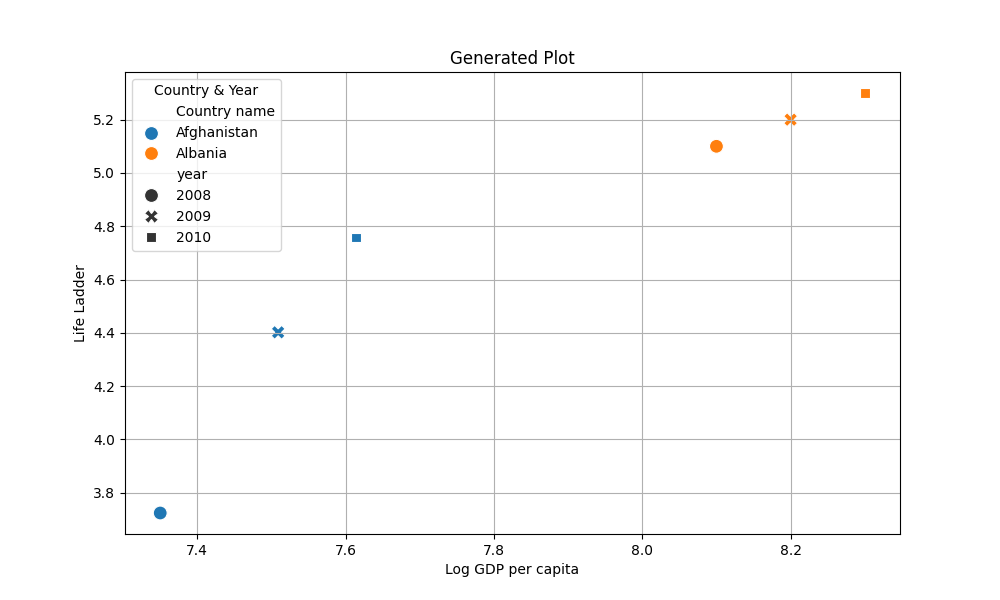 Generated Plot
Country & Year
Country name
Afghanistan
Albania
year
2008
2009
2010
5.2
5.0
4.8
4.6
4.4
4.2
4.0
3.8
Life Ladder
7.4 7.6 7.8 8.0 8.2
Log GDP per capita